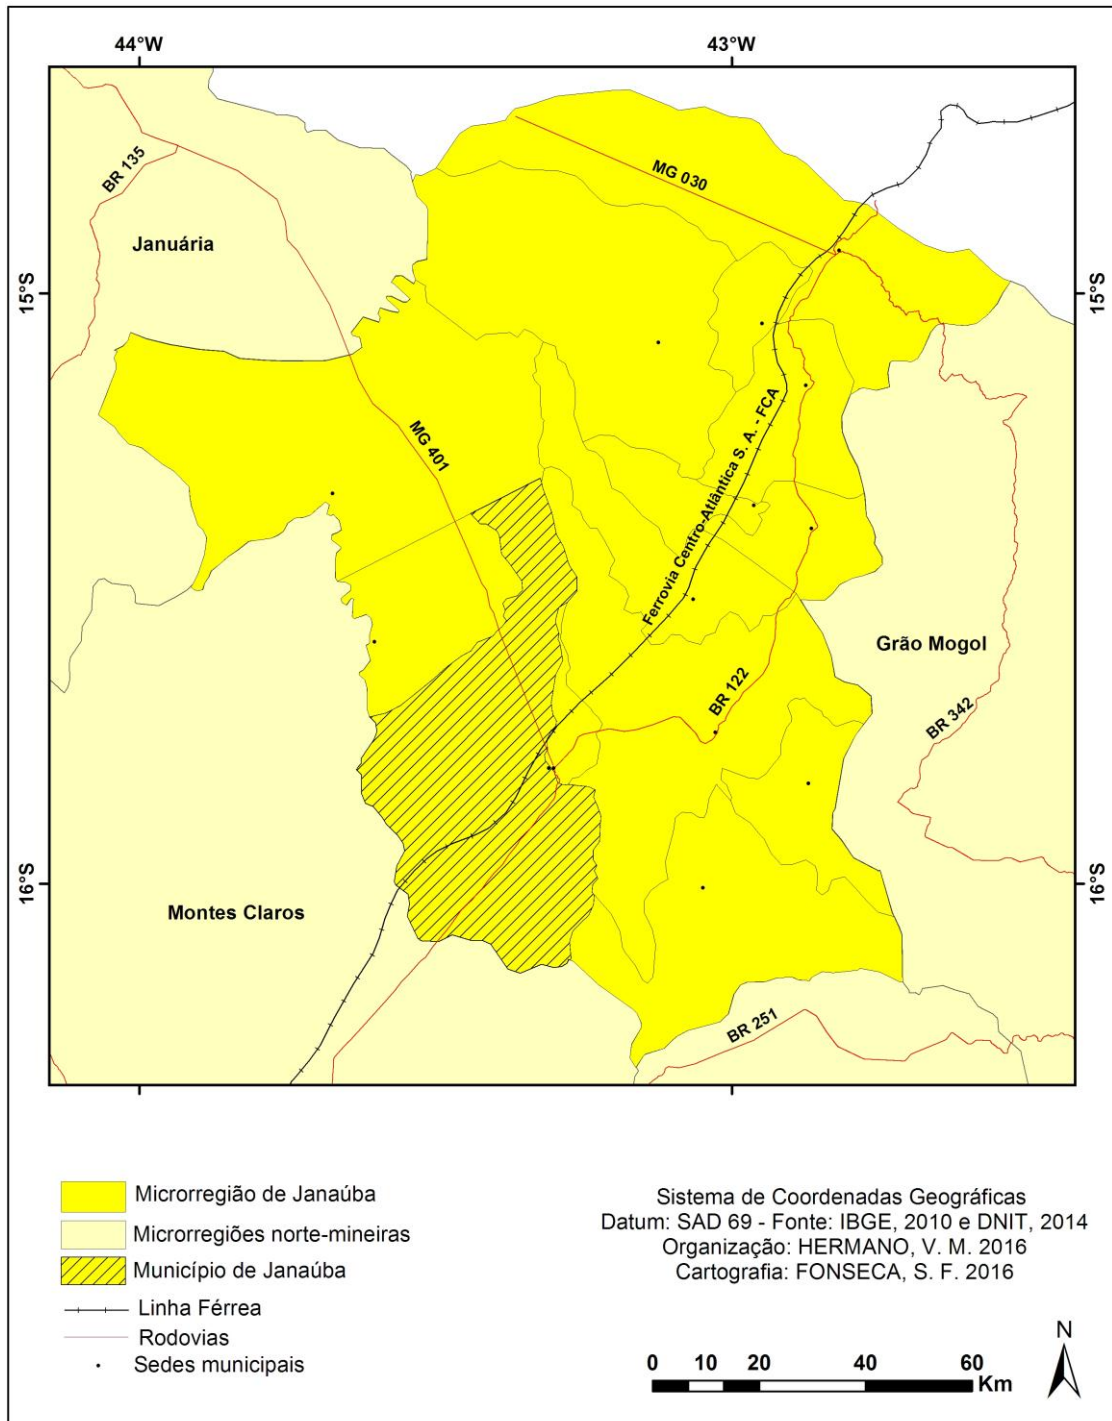 44°W
43°W
BR 135
MG 030
Januária
15°S
15°S
MG 401
Ferrovia Centro-Atlântica S. A. - FCA
Grão Mogol
BR 122
BR 342
16°S
16°S
Montes Claros
BR 251
Microrregião de Janaúba
Microrregiões norte-mineiras
Município de Janaúba
Linha Férrea
Rodovias
Sedes municipais
Sistema de Coordenadas Geográficas
Datum: SAD 69 - Fonte: IBGE, 2010 e DNIT, 2014
Organização: HERMANO, V. M. 2016
Cartografia: FONSECA, S. F. 2016
N
0 10 20 40 60
Km